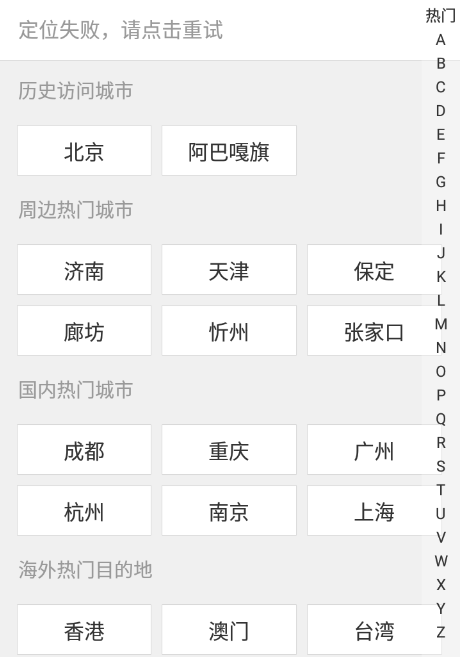 定位失败，请点击重试
历史访问城市
北京 阿巴嘎旗
周边热门城市
济南 天津 保定
廊坊 忻州 张家口
国内热门城市
成都 重庆 广州
杭州 南京 上海
海外热门目的地
香港 澳门 台湾
热门
A
B
C
D
E
F
G
H
I
J
K
L
M
N
O
P
Q
R
S
T
U
V
W
X
Y
Z